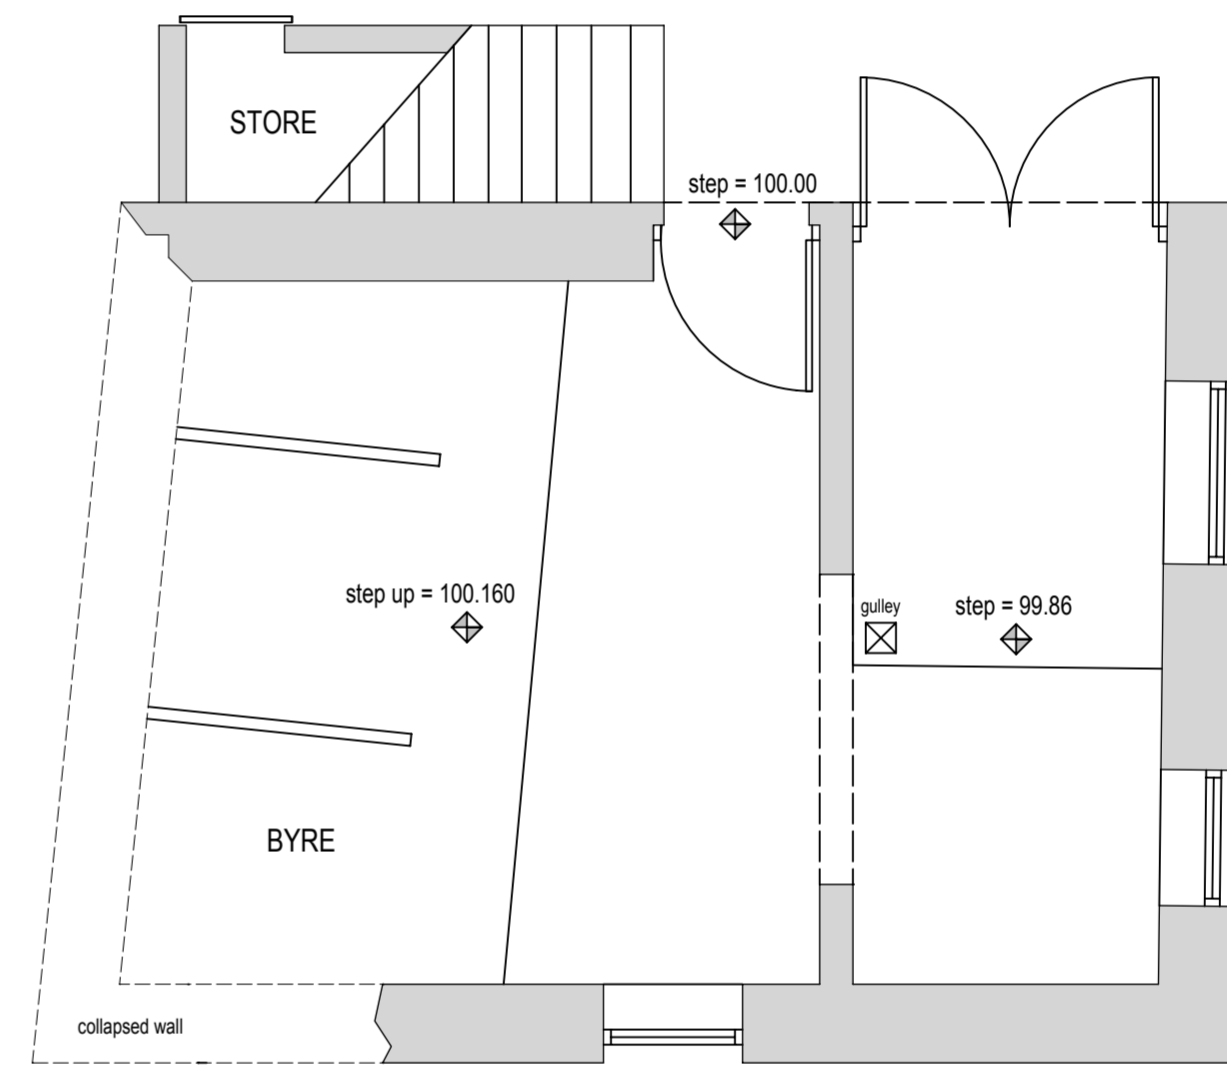 STORE
step = 100.00
step up = 100.160
gulley
step = 99.86
BYRE
collapsed wall